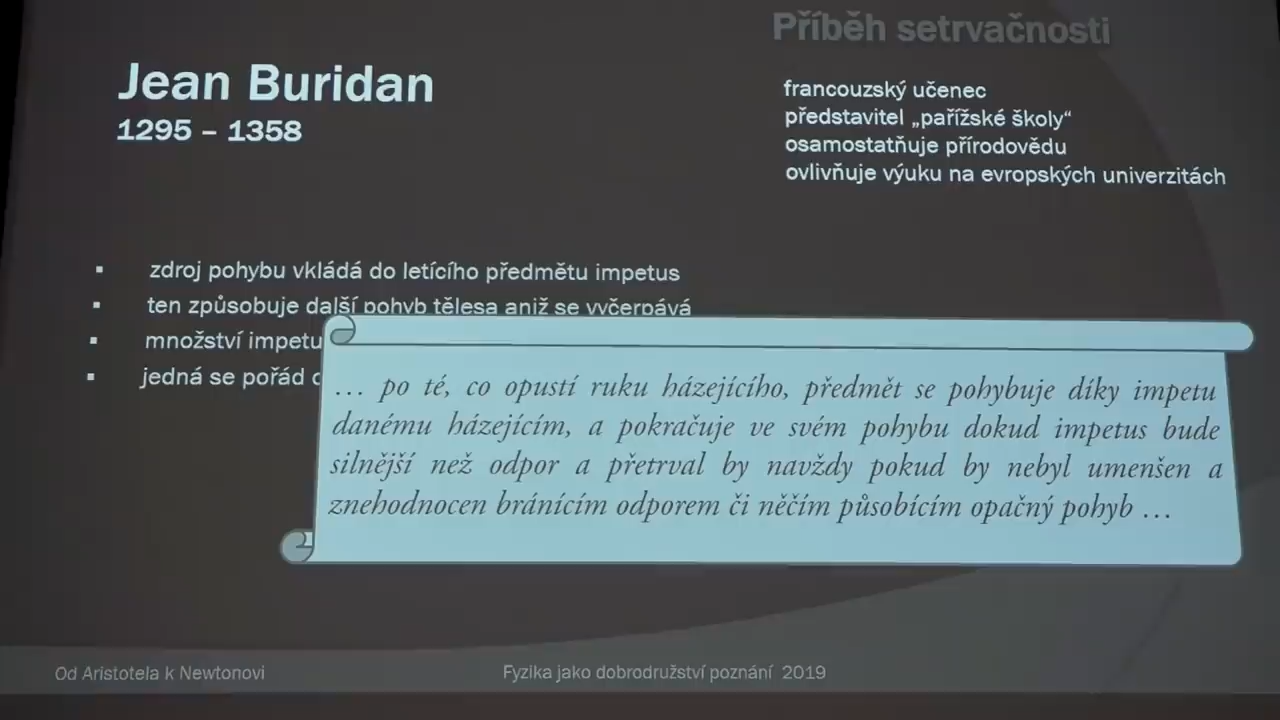 Příběh setrvačnosti
Jean Buridan
1295 – 1358
francouzský učenec
představitel „pařížské školy“
osamostatňuje přírodovědu
ovlivňuje výuku na evropských univerzitách
▪ zdroj pohybu vkládá do letícího předmětu impetus
▪ ten způsobuje další pohyb tělesa aniž se vyčerpává
▪ množství impetu
▪ jedná se pořád
… po té, co opustí ruku házejícího, předmět se pohybuje díky impetu
danému házejícím, a pokračuje ve svém pohybu dokud impetus bude
silnější než odpor a přetrval by navždy pokud by nebyl umenšen a
znehodnocen bránícím odporem či něčím působícím opačný pohyb …
Od Aristotela k Newtonovi
Fyzika jako dobrodružství poznání 2019